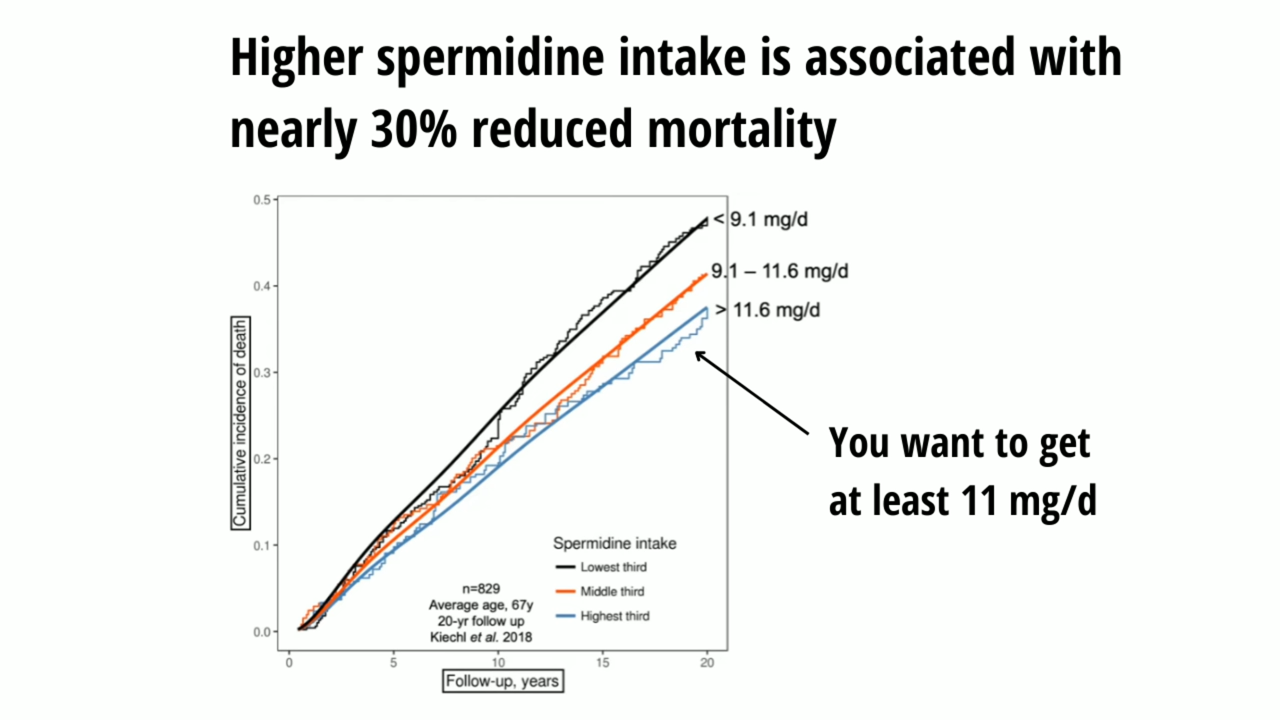 Higher spermidine intake is associated with
nearly 30% reduced mortality
0.5
0.4
0.3
0.2
0.1
0.0
Cumulative incidence of death
< 9.1 mg/d
9.1 – 11.6 mg/d
> 11.6 mg/d
You want to get
at least 11 mg/d
Spermidine intake
Lowest third
Middle third
Highest third
n=829
Average age, 67y
20-yr follow up
Kiechl et al. 2018
0 5 10 15 20
Follow-up, years